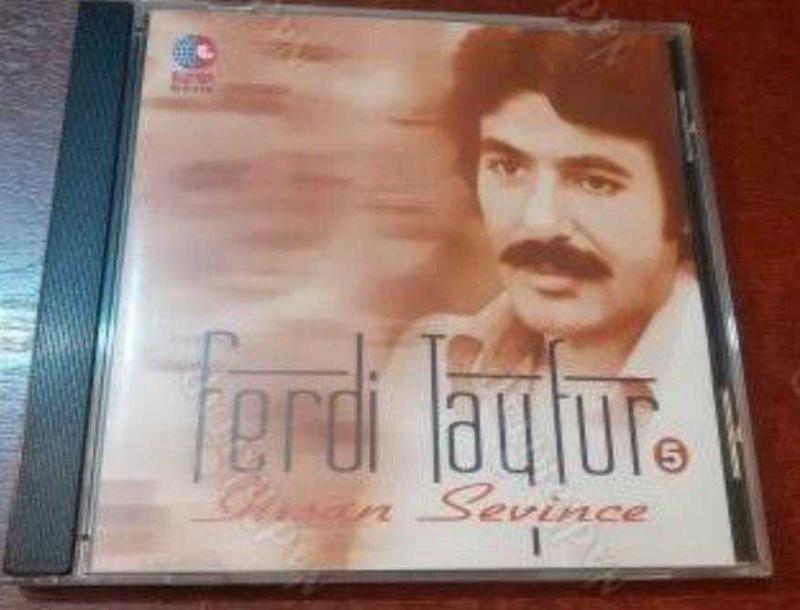 Ferdi Tayfur
5
İnsan Sevince